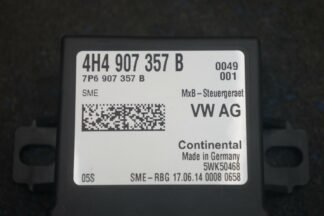 4H4 907 357 B 0049
7P6 907 357 B 001
SME MxB-Steuergeraet
VW AG
Continental
Made in Germany
5WK50468
05S SME-RBG 17.06.14 0008 0658